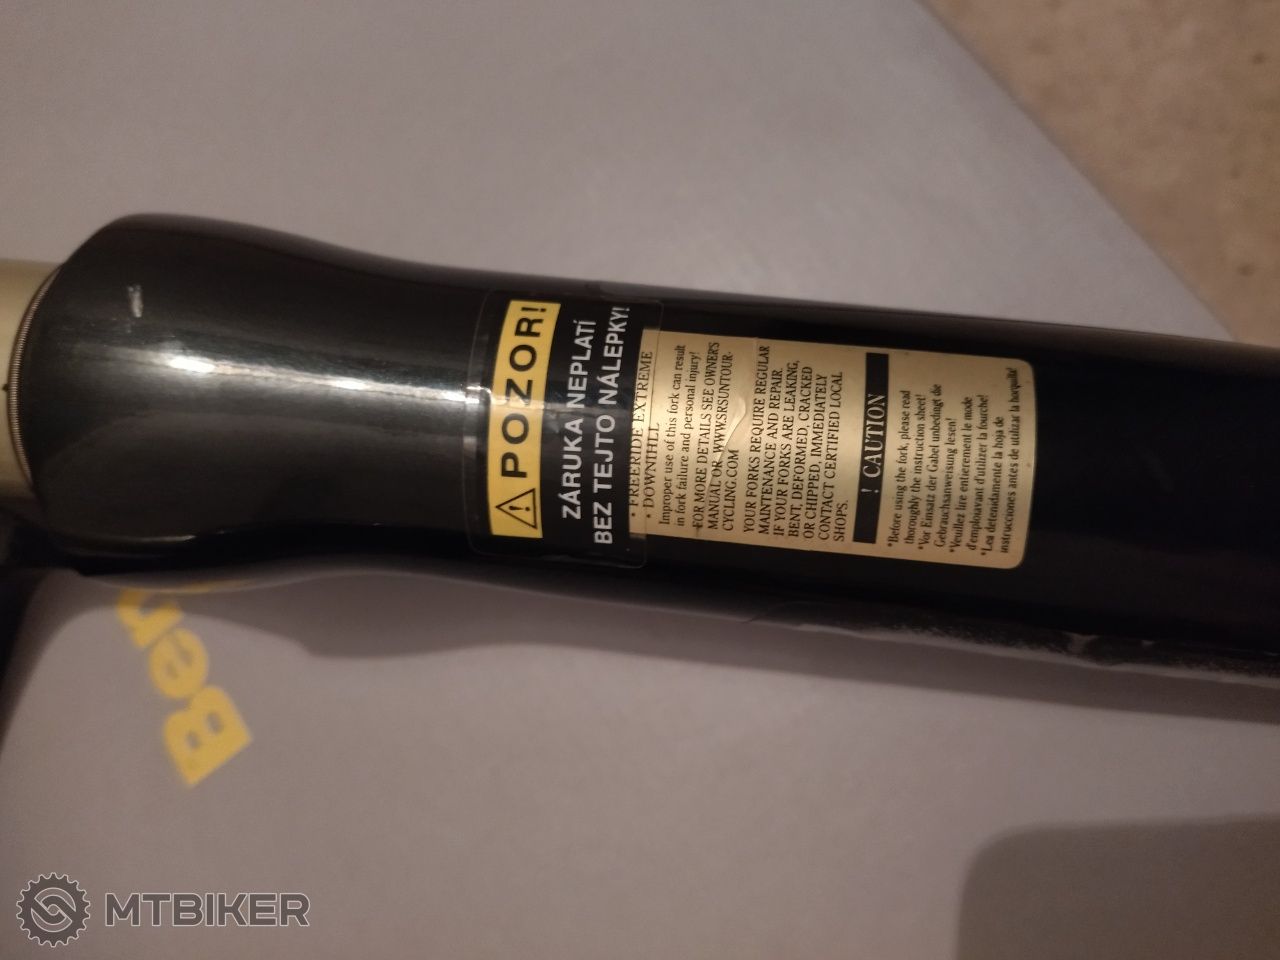 POZOR!
ZÁRUKA NEPLATÍ
BEZ TEJTO NÁLEPKY!
• FREERIDE EXTREME
• DOWNIHLL
Improper use of this fork can result
in fork failure and personal injury!
FOR MORE DETAILS SEE OWNER'S
MANUAL OR WWW.SRSUNTOUR-
CYCLING.COM
YOUR FORKS REQUIRE REGULAR
MAINTENANCE AND REPAIR.
IF YOUR FORKS ARE LEAKING,
BENT, DEFORMED, CRACKED
OR CHIPPED, IMMEDIATELY
CONTACT CERTIFIED LOCAL
SHOPS.
! CAUTION
*Before using the fork, please read
thoroughly the instruction sheet!
*Vor Einsatz der Gabel unbedingt die
Gebrauchsanweisung lesen!
*Veuillez lire entierement le mode
d'emploavant d'utilizer la fourche!
*Lea detenidamente la hoja de
instrucciones antes de utilizar la horquilla!
Ber
MTBIKER